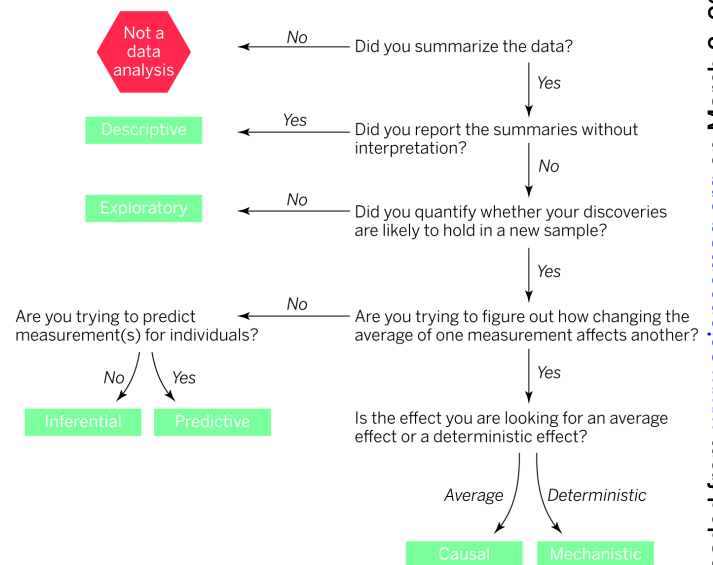 Not a
data
analysis
No
Did you summarize the data?
Yes
Descriptive
Yes
Did you report the summaries without
interpretation?
No
Exploratory
No
Did you quantify whether your discoveries
are likely to hold in a new sample?
Yes
Are you trying to predict
measurement(s) for individuals?
No
Are you trying to figure out how changing the
average of one measurement affects another?
No
Yes
Yes
Inferential
Predictive
Is the effect you are looking for an average
effect or a deterministic effect?
Average
Deterministic
Causal
Mechanistic